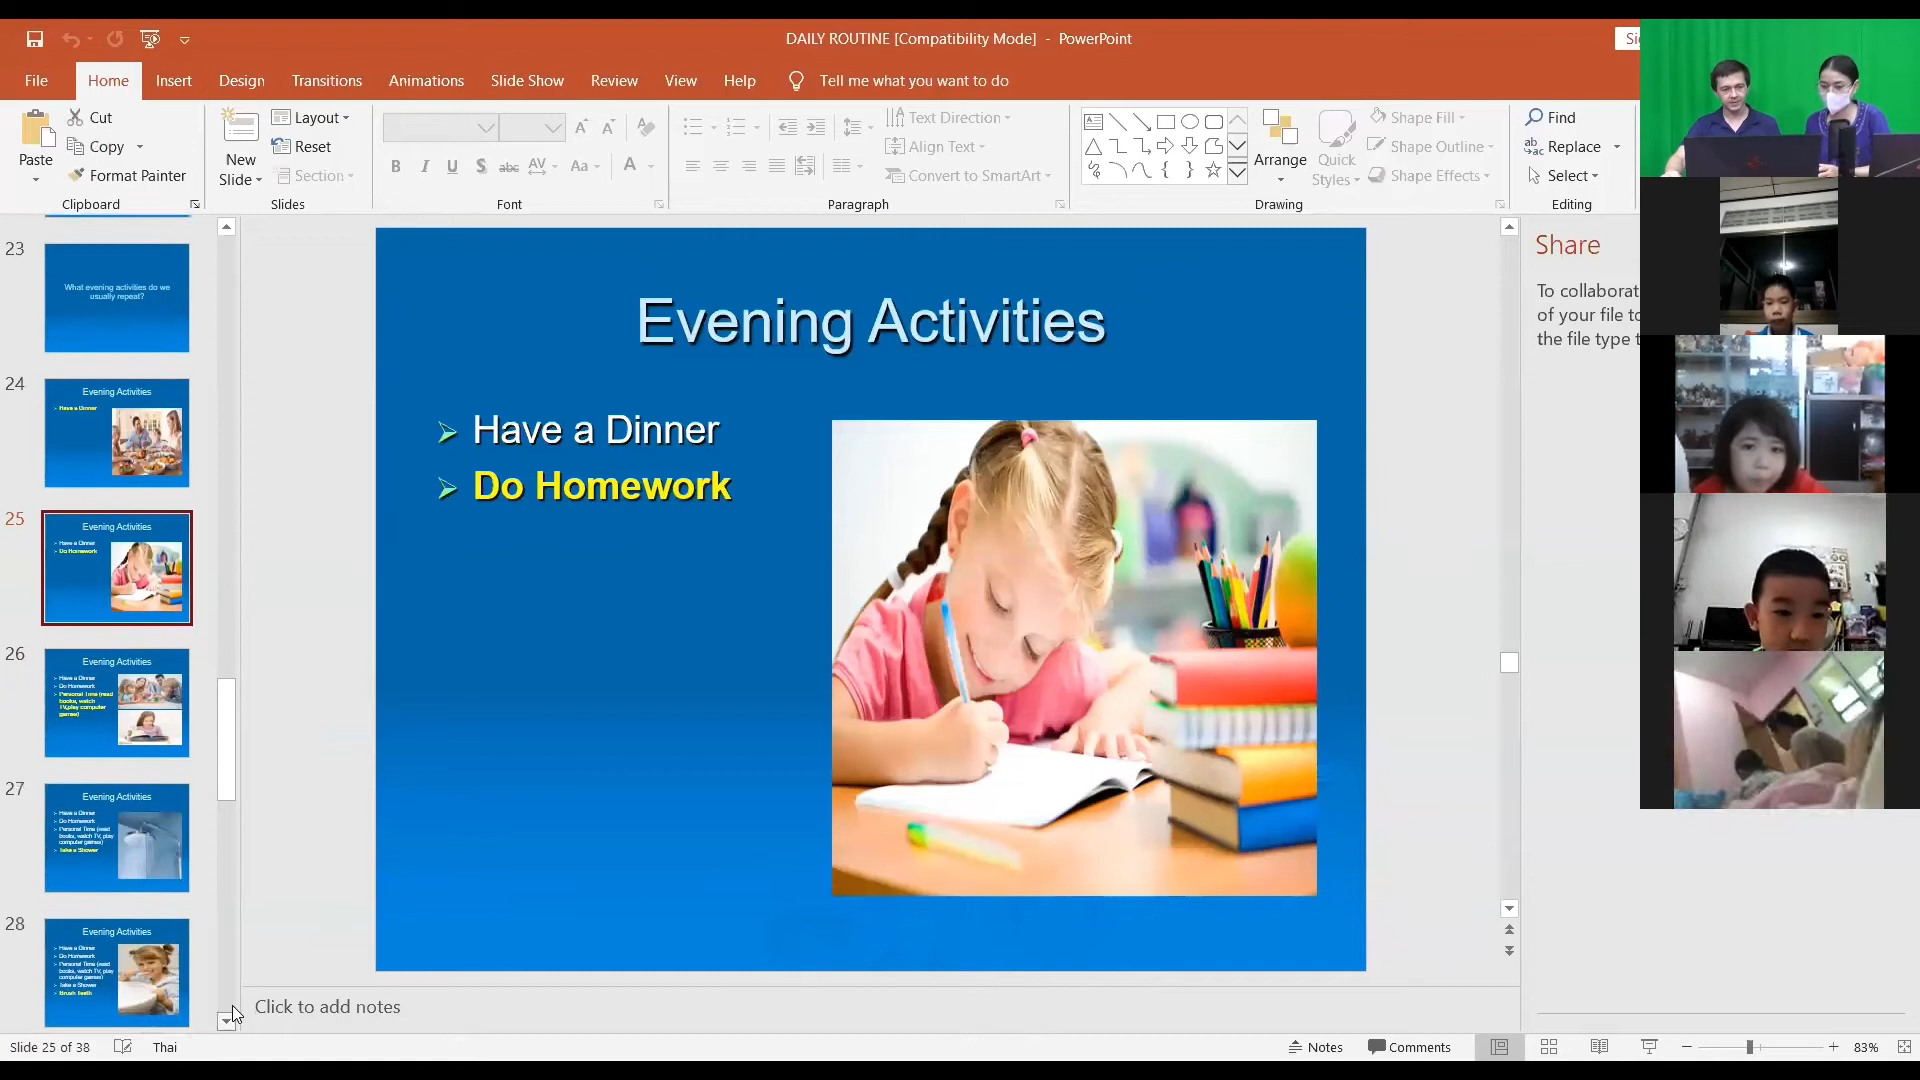 DAILY ROUTINE [Compatibility Mode] - PowerPoint
File Home Insert Design Transitions Animations Slide Show Review View Help Tell me what you want to do
Paste
Cut
Copy
Format Painter
Clipboard
New
Slide
Layout
Reset
Section
Slides
B I U S abc AV Aa A
Font
Text Direction
Align Text
Convert to SmartArt
Paragraph
Arrange
Quick
Styles
Shape Fill
Shape Outline
Shape Effects
Drawing
Find
Replace
Select
Editing
23
What evening activities do we
usually repeat?
24
Evening Activities
Have a Dinner
25
Evening Activities
Have a Dinner
Do Homework
26
Evening Activities
Have a Dinner
Do Homework
Personal Time (read
books, watch
TV,play computer
games)
27
Evening Activities
Have a Dinner
Do Homework
Personal Time (read
books, watch TV, play
computer games)
Take a Shower
28
Evening Activities
Have a Dinner
Do Homework
Personal Time (read
books, watch TV, play
computer games)
Take a Shower
Brush Teeth
Evening Activities
Have a Dinner
Do Homework
Share
To collaborat
of your file to
the file type t
Click to add notes
Slide 25 of 38 Thai
Notes Comments 83%